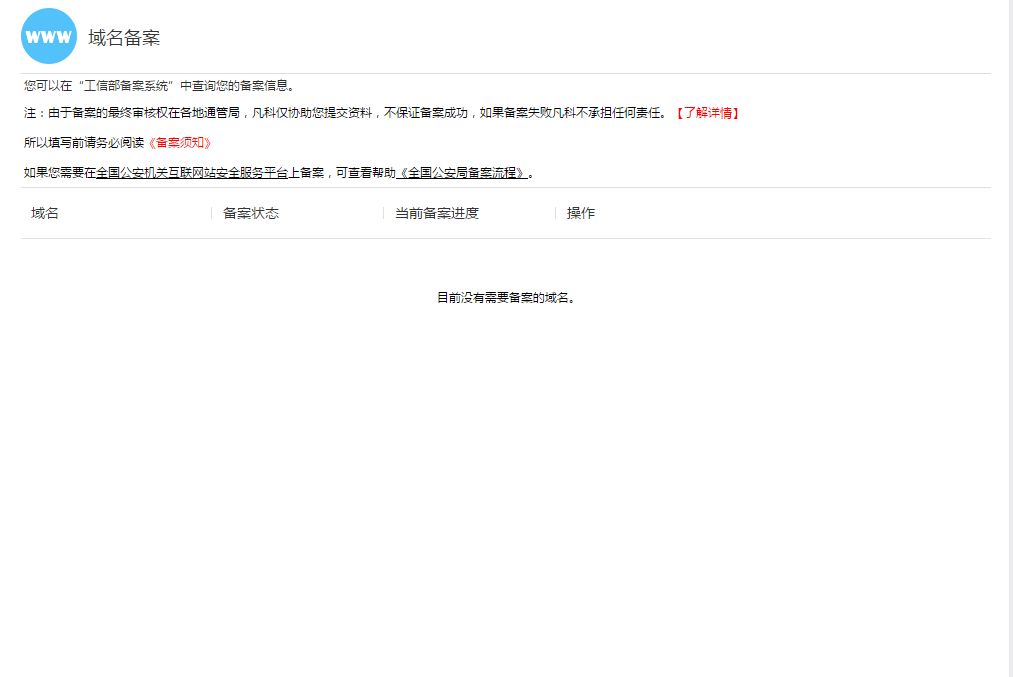 www 域名备案
您可以在“工信部备案系统”中查询您的备案信息。
注：由于备案的最终审核权在各地通管局，凡科仅协助您提交资料，不保证备案成功，如果备案失败凡科不承担任何责任。【了解详情】
所以填写前请务必阅读《备案须知》
如果您需要在全国公安机关互联网站安全服务平台上备案，可查看帮助《全国公安局备案流程》。
域名 备案状态 当前备案进度 操作
目前没有需要备案的域名。